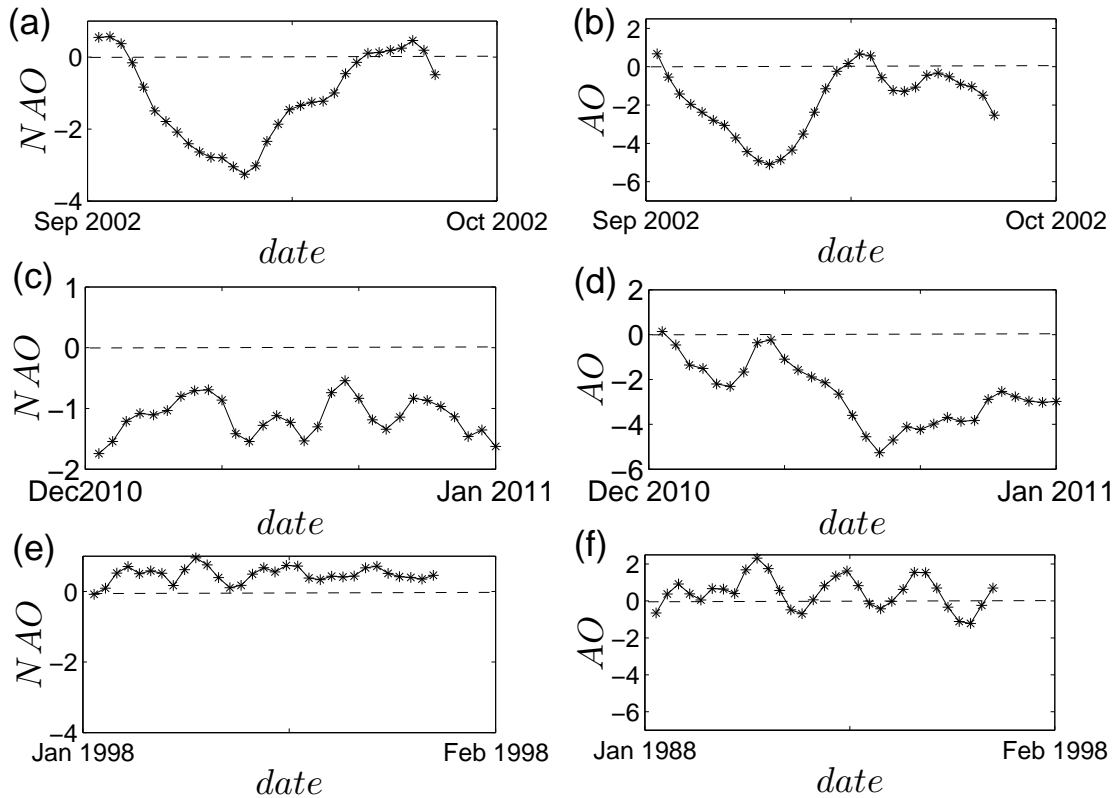 (a)
NAO
0
−2
−4
Sep 2002
Oct 2002
date
(b)
AO
2
0
−2
−4
−6
Sep 2002
Oct 2002
date
(c)
NAO
1
0
−1
−2
Dec2010
Jan 2011
date
(d)
AO
2
0
−2
−4
−6
Dec 2010
Jan 2011
date
(e)
NAO
0
−2
−4
Jan 1998
Feb 1998
date
(f)
AO
2
0
−2
−4
−6
Jan 1988
Feb 1998
date